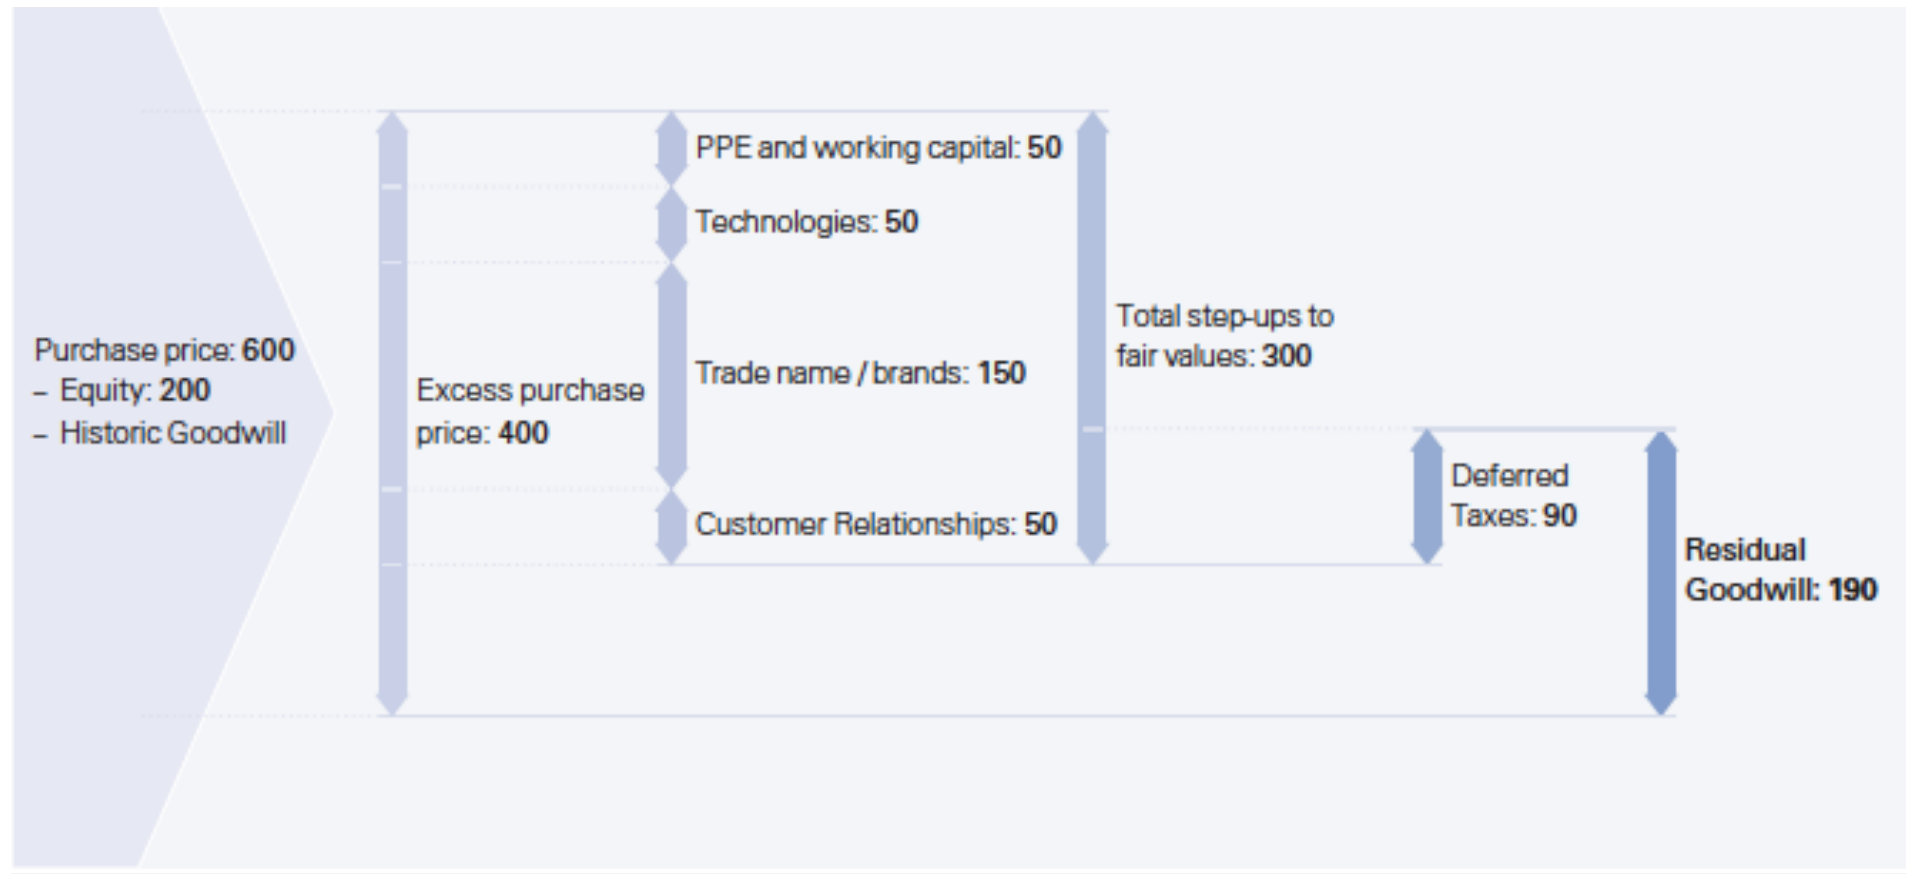 Purchase price: 600
– Equity: 200
– Historic Goodwill
Excess purchase
price: 400
PPE and working capital: 50
Technologies: 50
Trade name / brands: 150
Customer Relationships: 50
Total step-ups to
fair values: 300
Deferred
Taxes: 90
Residual
Goodwill: 190